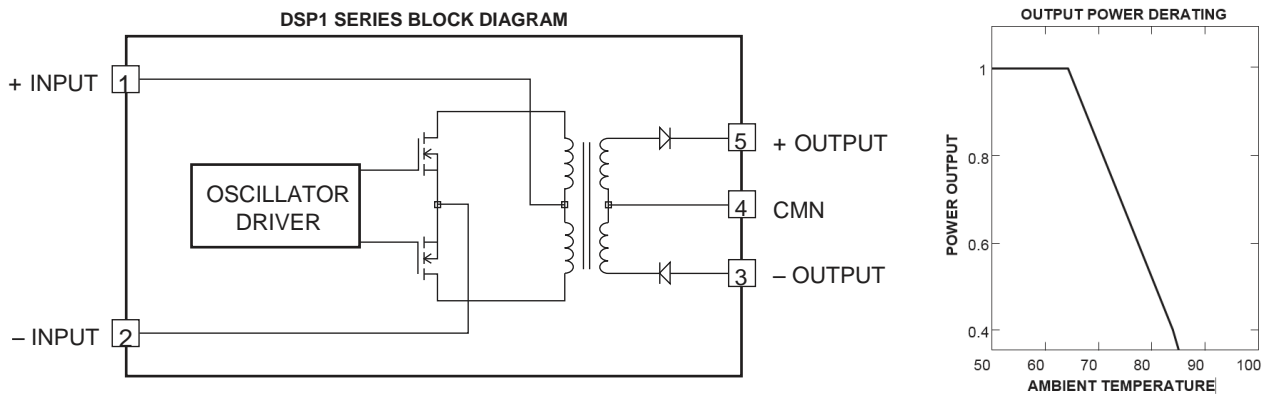 DSP1 SERIES BLOCK DIAGRAM
+ INPUT
1
OSCILLATOR
DRIVER
– INPUT
2
5
+ OUTPUT
4
CMN
3
– OUTPUT
OUTPUT POWER DERATING
POWER OUTPUT
1
0.8
0.6
0.4
50 60 70 80 90 100
AMBIENT TEMPERATURE